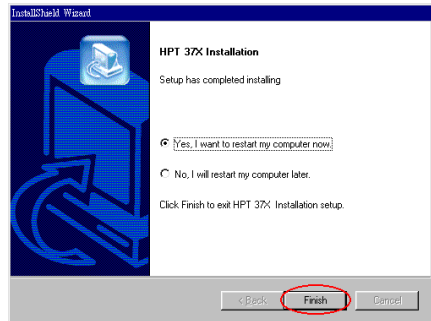 InstallShield Wizard
HPT 37X Installation
Setup has completed installing
Yes, I want to restart my computer now.
No, I will restart my computer later.
Click Finish to exit HPT 37X Installation setup.
< Back
Finish
Cancel